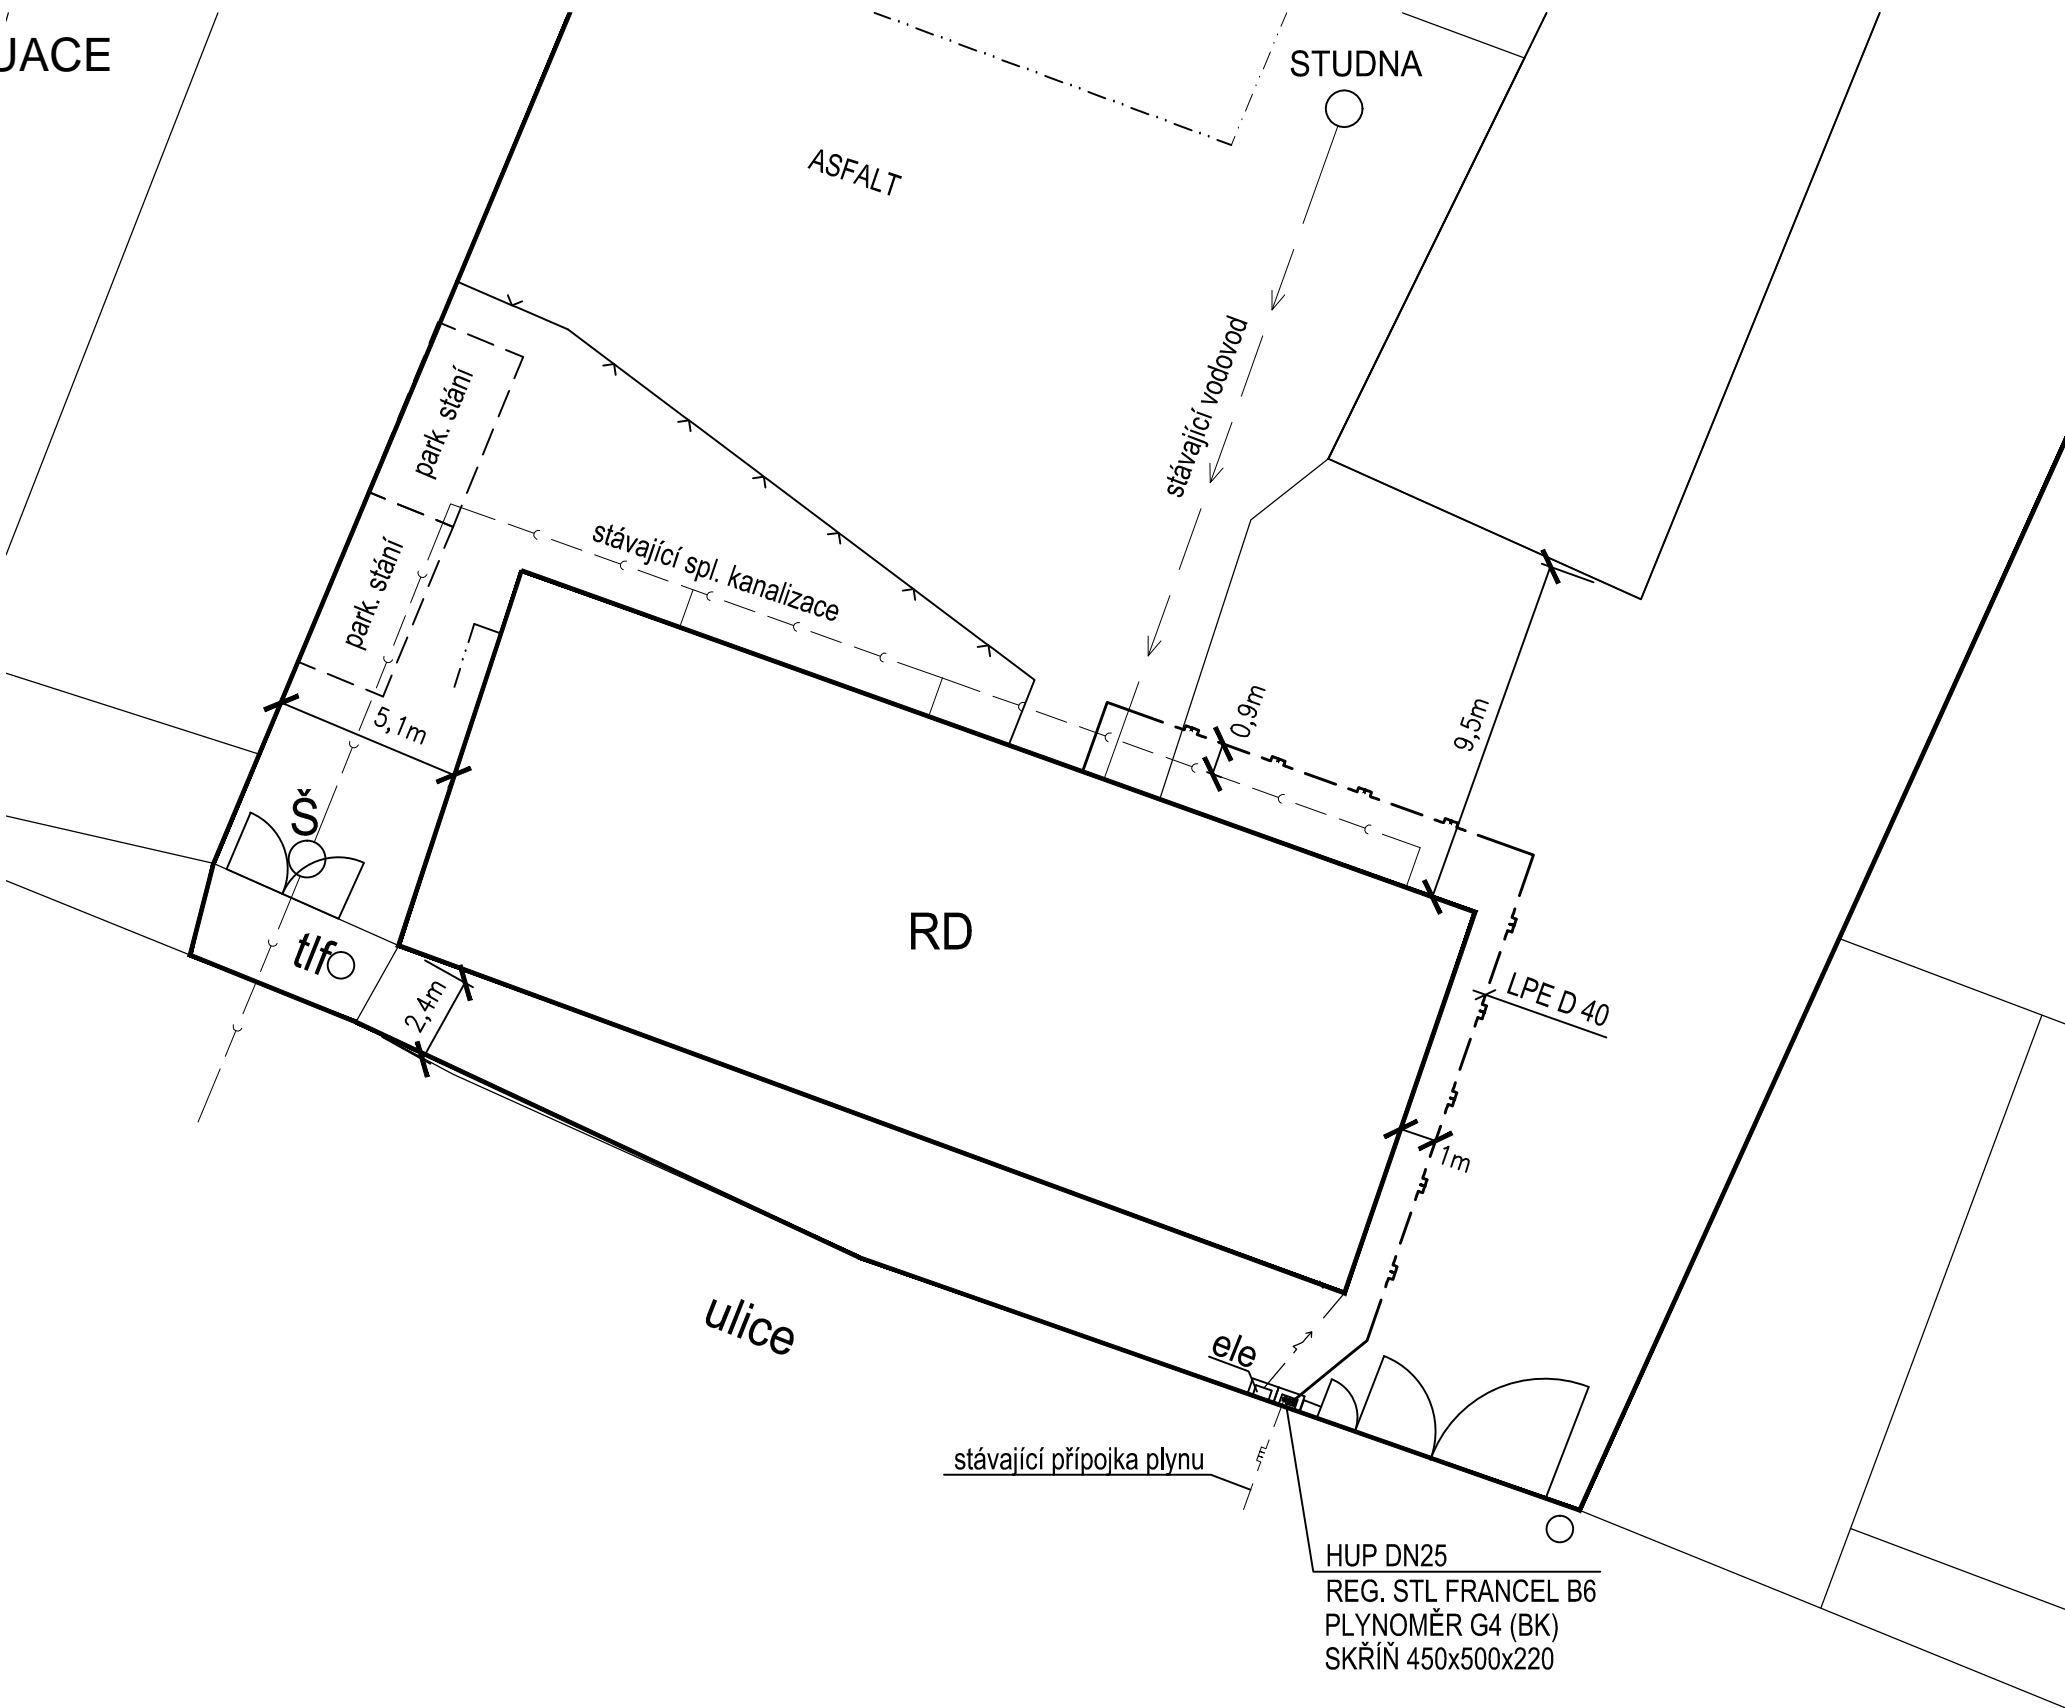 UACE
STUDNA
ASFALT
stávající vodovod
park. stání
park. stání
stávající spl. kanalizace
0,9m
9,5m
5,1m
Š
RD
tlf
LPE D 40
2,4m
1m
ulice
ele
stávající přípojka plynu
HUP DN25
REG. STL FRANCEL B6
PLYNOMĚR G4 (BK)
SKŘÍŇ 450x500x220